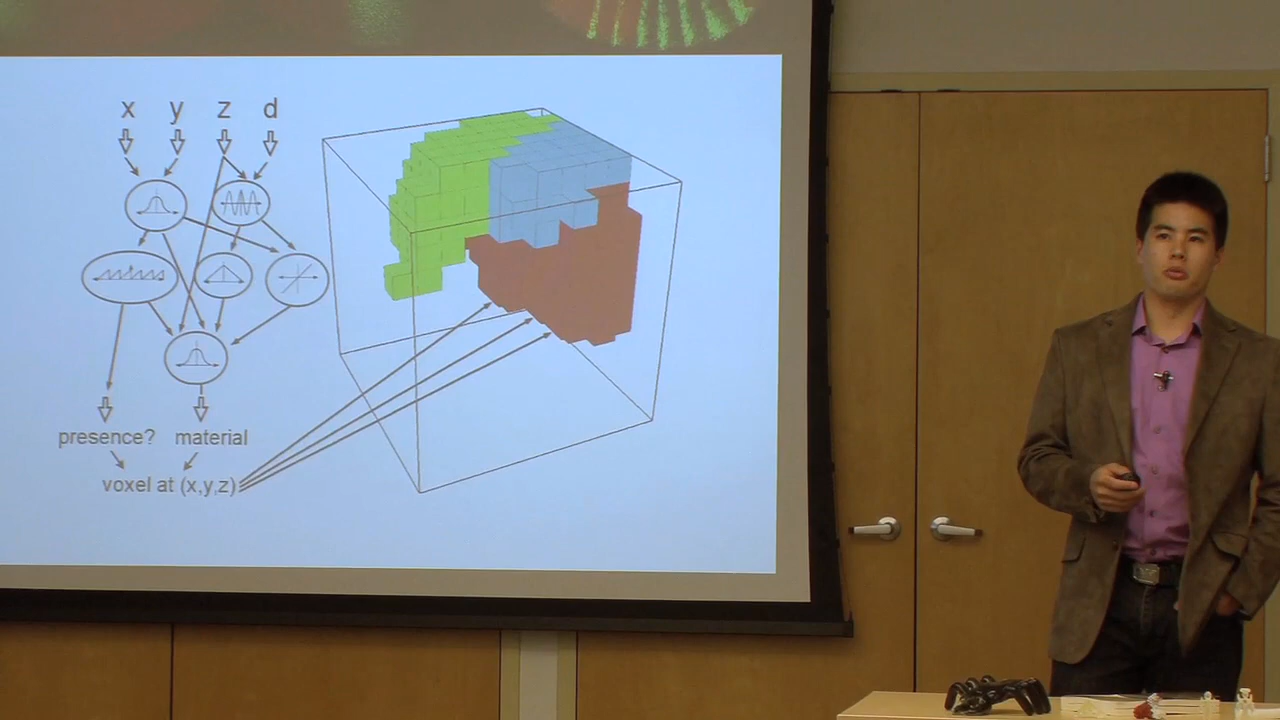 x y z d
presence? material
voxel at (x,y,z)